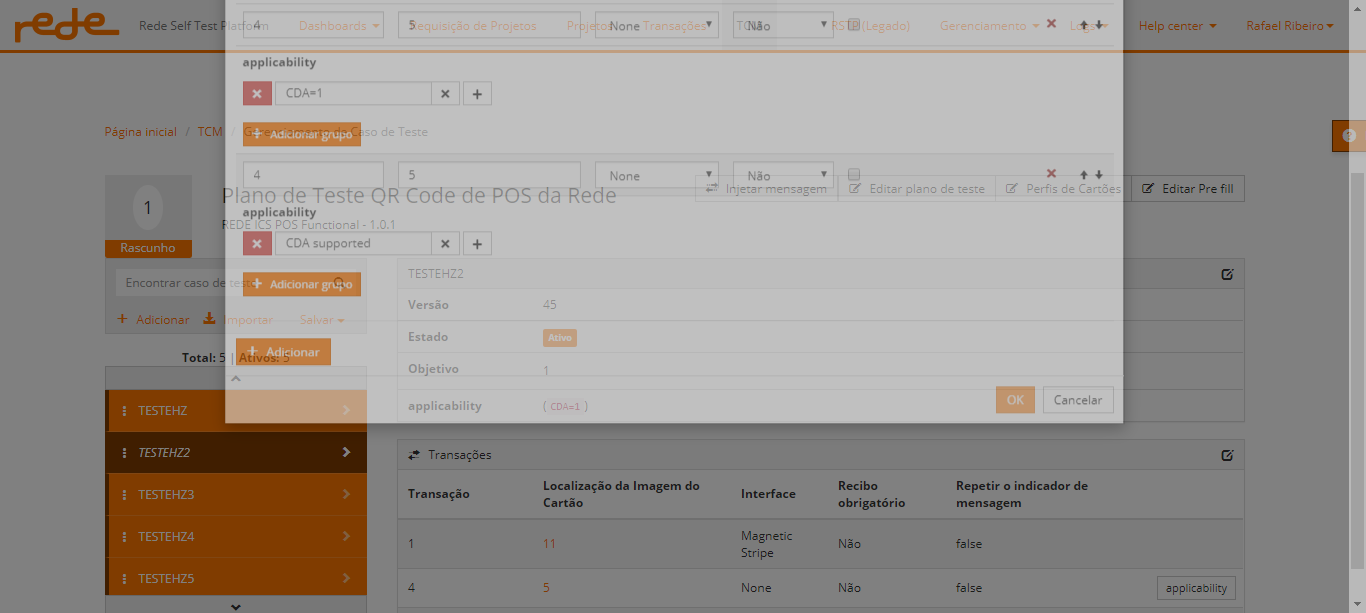 rede
Rede Self Test Platform
Dashboards
Requisição de Projetos
Projetos
Transações
TCM
RSTP (Legado)
Gerenciamento
Logs
Help center
Rafael Ribeiro
4 5 None Não
applicability
CDA=1
Adicionar grupo
Página inicial / TCM / Gerenciamento de Caso de Teste
4 5 None Não
Injetar mensagem
Editar plano de teste
Perfis de Cartões
Editar Pre fill
1
Rascunho
Plano de Teste QR Code de POS da Rede
applicability
REDE ICS POS Functional - 1.0.1
CDA supported
Adicionar grupo
Encontrar caso de teste
Adicionar
Importar
Salvar
Adicionar
Total: 5 | Ativos: 5
TESTEHZ
TESTEHZ2
TESTEHZ3
TESTEHZ4
TESTEHZ5
TESTEHZ2
Versão 45
Estado Ativo
Objetivo 1
applicability ( CDA=1 )
OK
Cancelar
Transações
Transação Localização da Imagem do Cartão Interface Recibo obrigatório Repetir o indicador de mensagem
1 11 Magnetic Stripe Não false
4 5 None Não false applicability